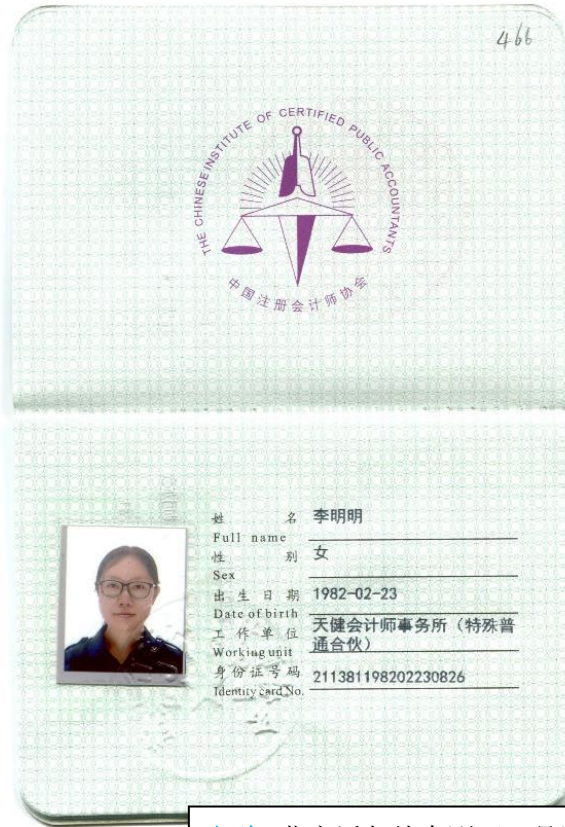 466
THE CHINESE INSTITUTE OF CERTIFIED PUBLIC ACCOUNTANTS
中国注册会计师协会
姓 名 李明明
Full name
性 别 女
Sex
出 生 日 期 1982-02-23
Date of birth
工 作 单 位 天健会计师事务所（特殊普
Working unit 通合伙）
身份证号码 211381198202230826
Identity card No.